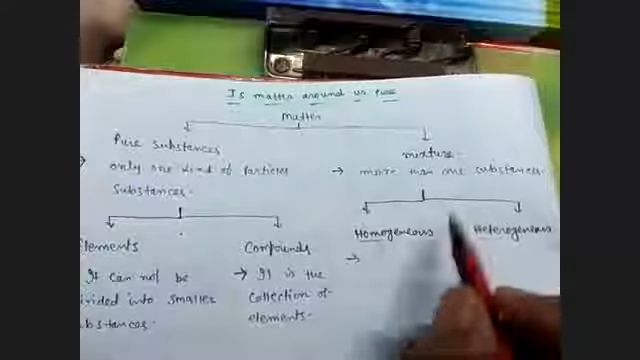 Is matter around us pure
Matter
Pure substances
only one kind of Particles
Substances.
mixture.
→ more than one substances.
Elements
It can not be
divided into smaller
substances.
Compounds
→ It is the
collection of
elements.
Homogeneous
→
Heterogeneous